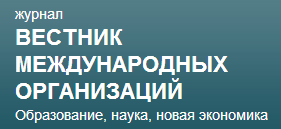 журнал
ВЕСТНИК
МЕЖДУНАРОДНЫХ
ОРГАНИЗАЦИЙ
Образование, наука, новая экономика